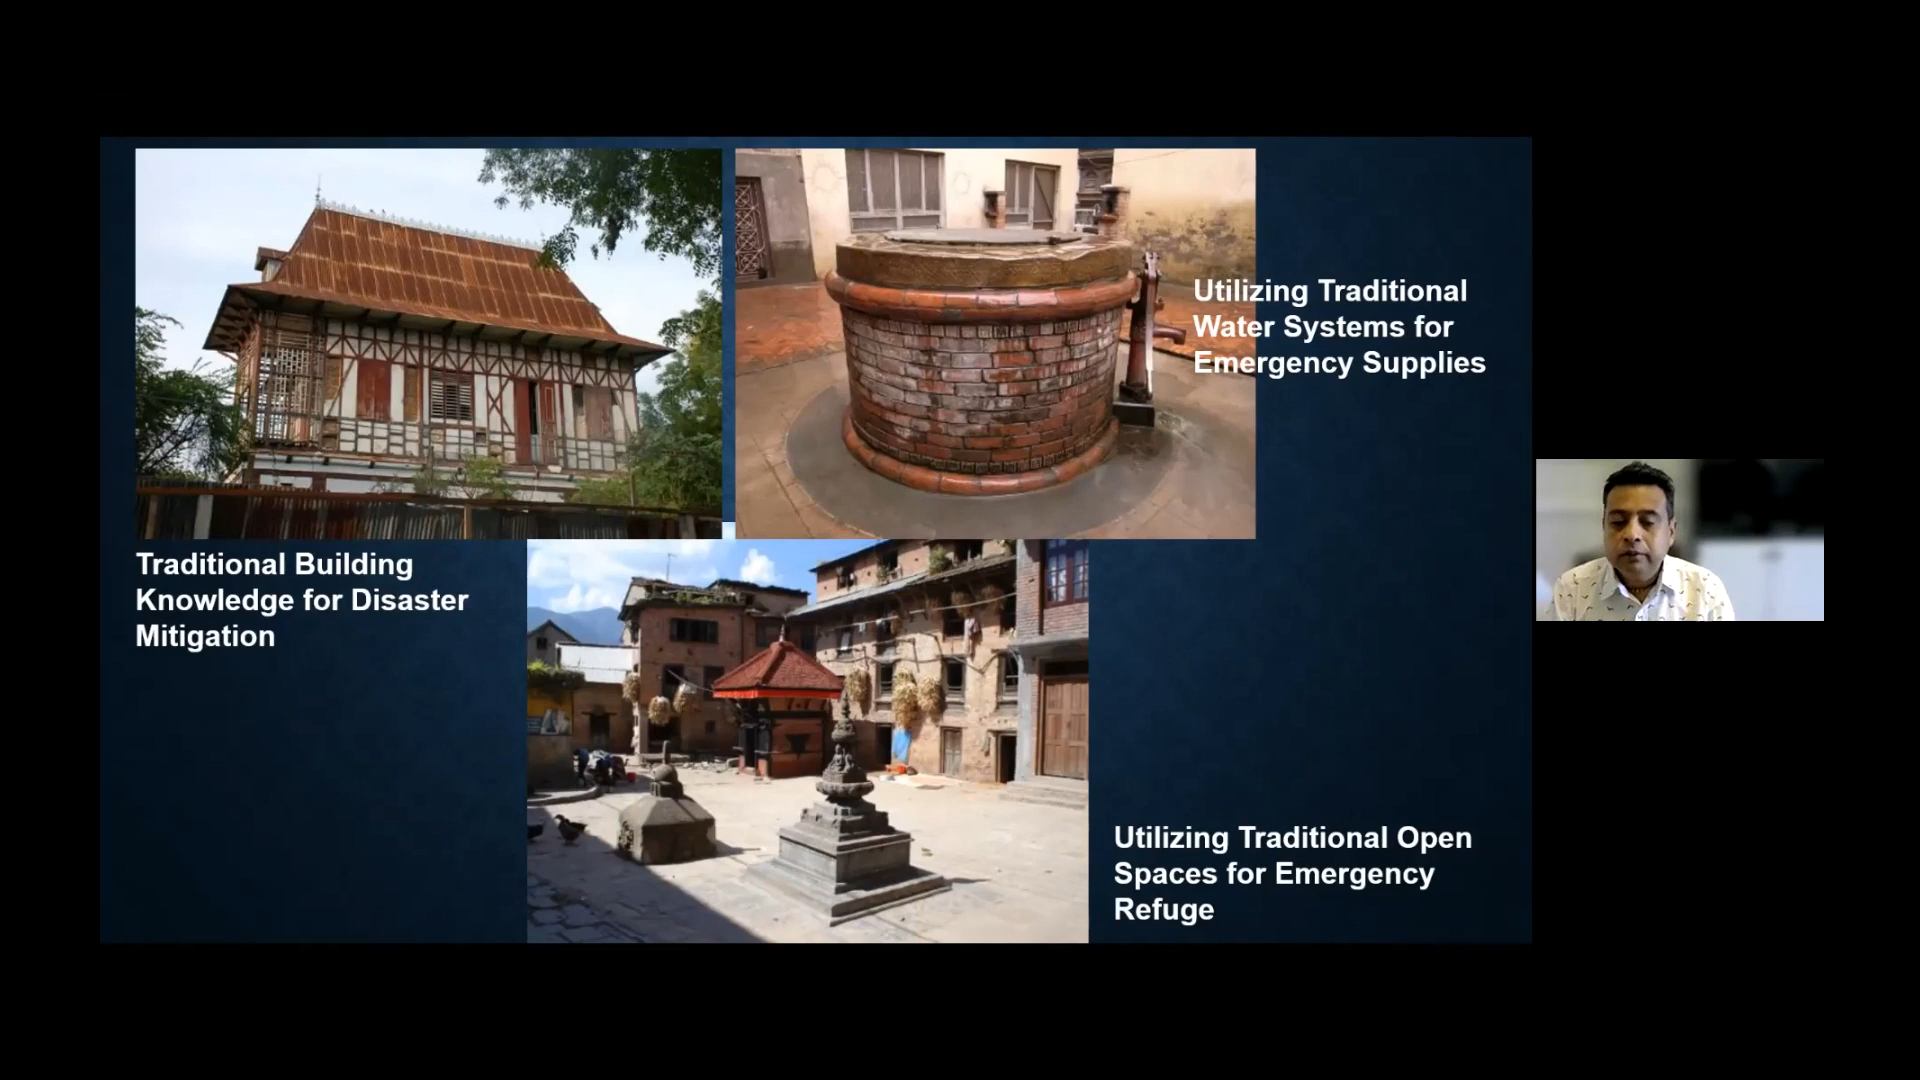 Utilizing Traditional
Water Systems for
Emergency Supplies
Traditional Building
Knowledge for Disaster
Mitigation
Utilizing Traditional Open
Spaces for Emergency
Refuge